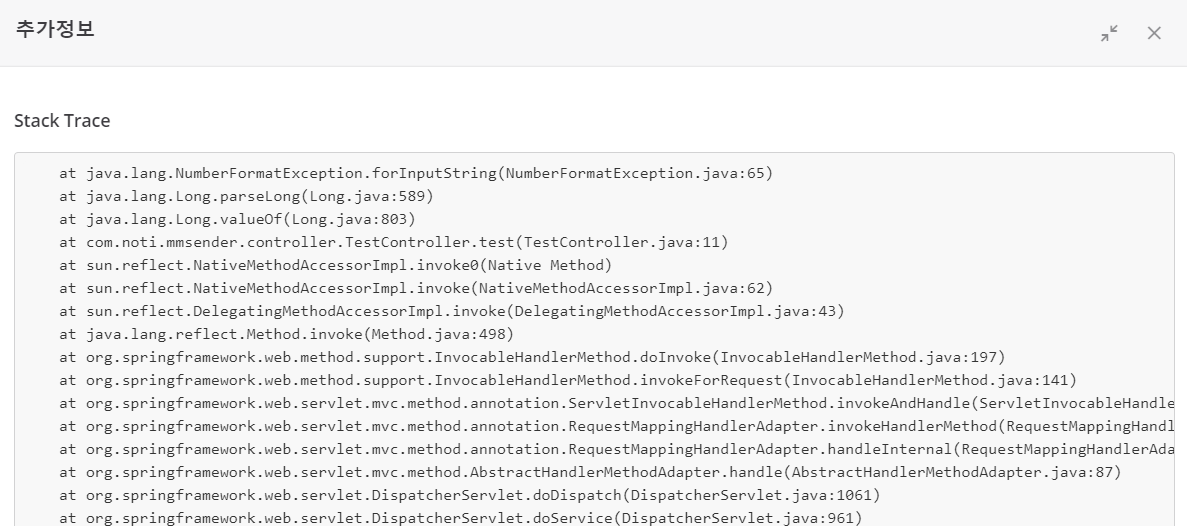 추가정보
Stack Trace
at java.lang.NumberFormatException.forInputString(NumberFormatException.java:65)
at java.lang.Long.parseLong(Long.java:589)
at java.lang.Long.valueOf(Long.java:803)
at com.noti.mmsender.controller.TestController.test(TestController.java:11)
at sun.reflect.NativeMethodAccessorImpl.invoke0(Native Method)
at sun.reflect.NativeMethodAccessorImpl.invoke(NativeMethodAccessorImpl.java:62)
at sun.reflect.DelegatingMethodAccessorImpl.invoke(DelegatingMethodAccessorImpl.java:43)
at java.lang.reflect.Method.invoke(Method.java:498)
at org.springframework.web.method.support.InvocableHandlerMethod.doInvoke(InvocableHandlerMethod.java:197)
at org.springframework.web.method.support.InvocableHandlerMethod.invokeForRequest(InvocableHandlerMethod.java:141)
at org.springframework.web.servlet.mvc.method.annotation.ServletInvocableHandlerMethod.invokeAndHandle(ServletInvocableHandle
at org.springframework.web.servlet.mvc.method.annotation.RequestMappingHandlerAdapter.invokeHandlerMethod(RequestMappingHandl
at org.springframework.web.servlet.mvc.method.annotation.RequestMappingHandlerAdapter.handleInternal(RequestMappingHandlerAda
at org.springframework.web.servlet.mvc.method.AbstractHandlerMethodAdapter.handle(AbstractHandlerMethodAdapter.java:87)
at org.springframework.web.servlet.DispatcherServlet.doDispatch(DispatcherServlet.java:1061)
at org.springframework.web.servlet.DispatcherServlet.doService(DispatcherServlet.java:961)